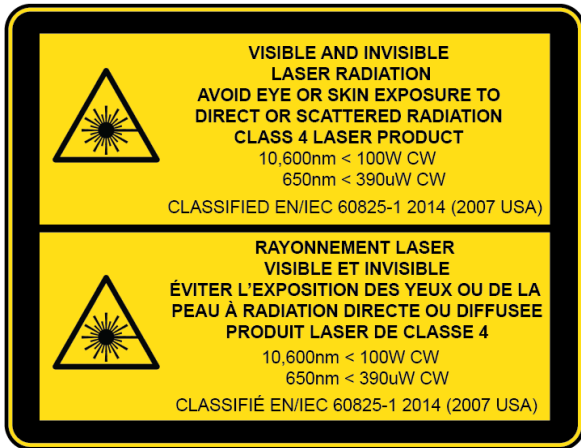 VISIBLE AND INVISIBLE
LASER RADIATION
AVOID EYE OR SKIN EXPOSURE TO
DIRECT OR SCATTERED RADIATION
CLASS 4 LASER PRODUCT
10,600nm < 100W CW
650nm < 390uW CW
CLASSIFIED EN/IEC 60825-1 2014 (2007 USA)
RAYONNEMENT LASER
VISIBLE ET INVISIBLE
ÉVITER L'EXPOSITION DES YEUX OU DE LA
PEAU À RADIATION DIRECTE OU DIFFUSEE
PRODUIT LASER DE CLASSE 4
10,600nm < 100W CW
650nm < 390uW CW
CLASSIFIÉ EN/IEC 60825-1 2014 (2007 USA)